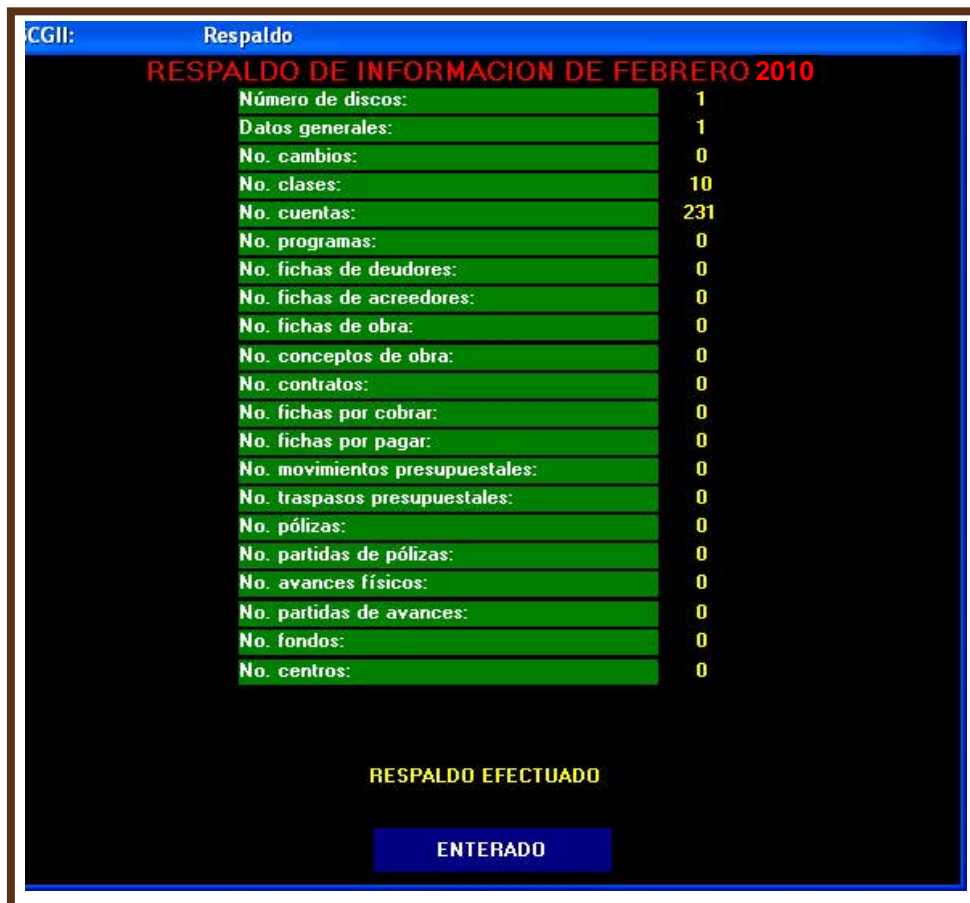 CGII: Respaldo
RESPALDO DE INFORMACION DE FEBRERO 2010
Número de discos: 1
Datos generales: 1
No. cambios: 0
No. clases: 10
No. cuentas: 231
No. programas: 0
No. fichas de deudores: 0
No. fichas de acreedores: 0
No. fichas de obra: 0
No. conceptos de obra: 0
No. contratos: 0
No. fichas por cobrar: 0
No. fichas por pagar: 0
No. movimientos presupuestales: 0
No. traspasos presupuestales: 0
No. pólizas: 0
No. partidas de pólizas: 0
No. avances físicos: 0
No. partidas de avances: 0
No. fondos: 0
No. centros: 0
RESPALDO EFECTUADO
ENTERADO